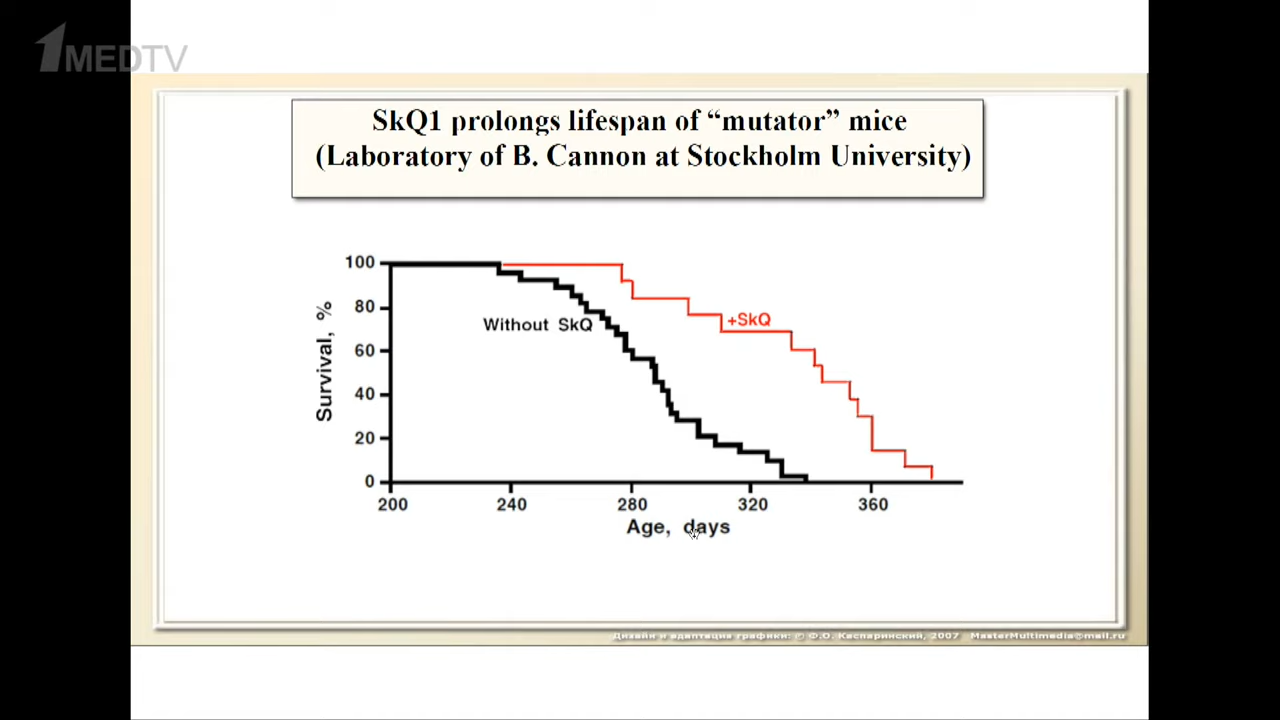 1MEDTV
SkQ1 prolongs lifespan of “mutator” mice
(Laboratory of B. Cannon at Stockholm University)
100
80
60
40
20
0
Survival, %
Without SkQ
+SkQ
200 240 280 320 360
Age, days
Дизайн и адаптация графики: © Ф.О. Каспаринский, 2007 MasterMultimedia@mail.ru